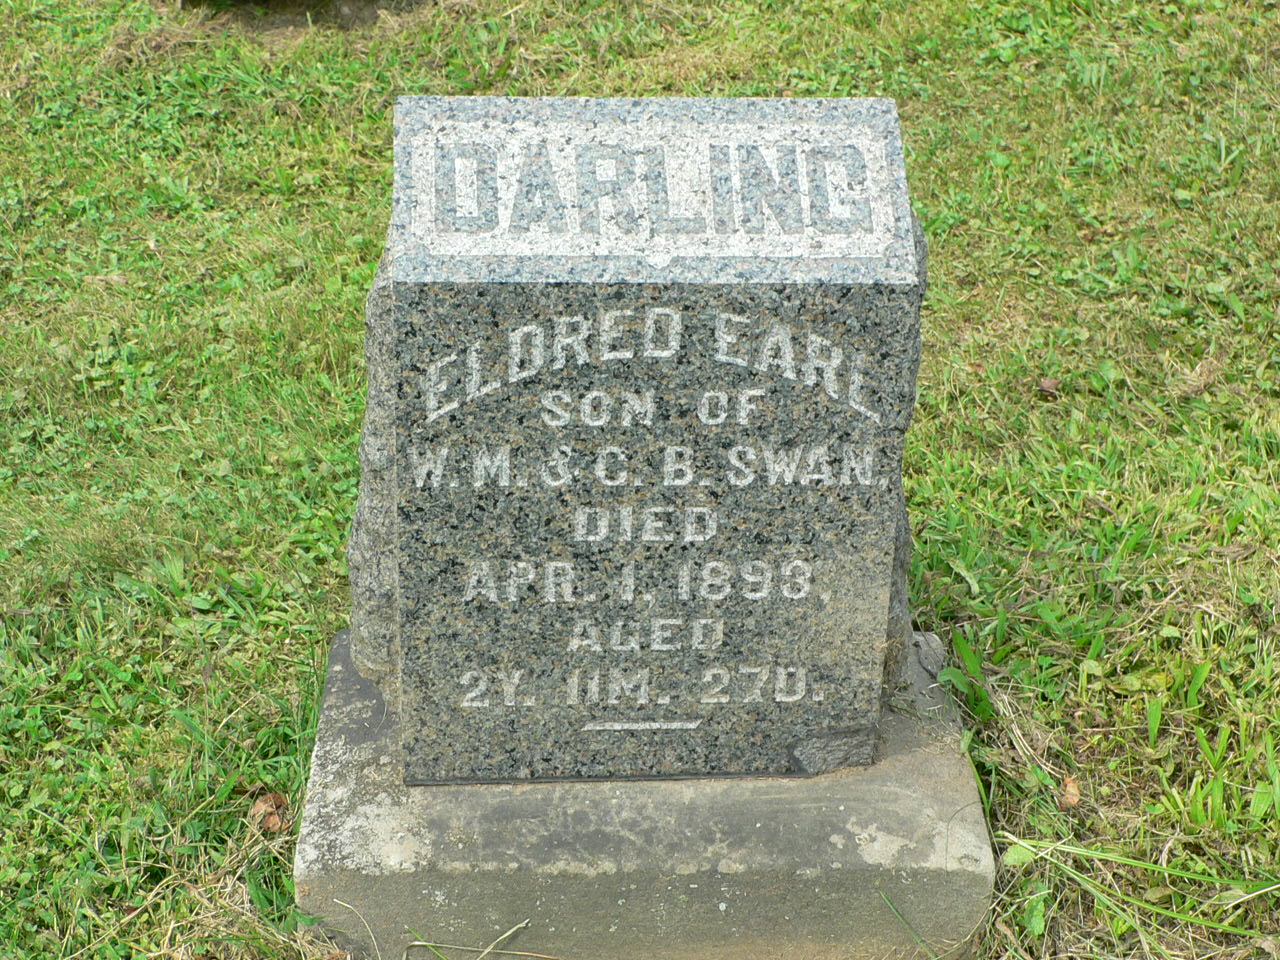 DARLING
ELDRED EARL
SON OF
W. M. & C. B. SWAN.
DIED
APR. 1, 1893.
AGED
2Y. 11M. 27D.